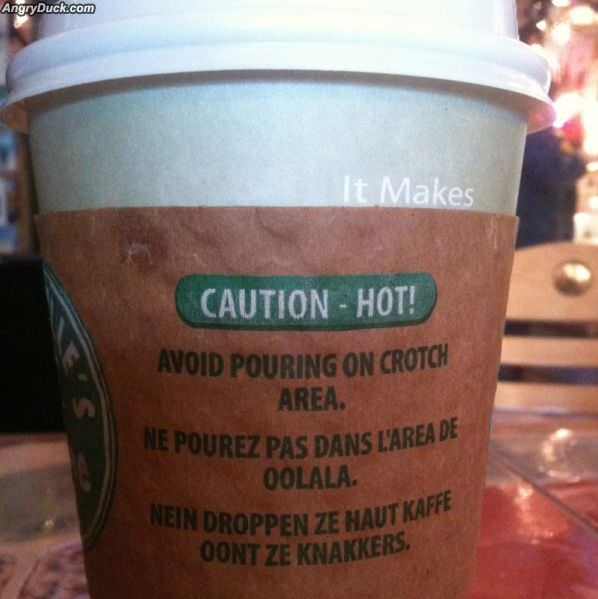 AngryDuck.com
It Makes
CAUTION - HOT!
AVOID POURING ON CROTCH
AREA.
NE POUREZ PAS DANS L'AREA DE
OOLALA.
NEIN DROPPEN ZE HAUT KAFFE
OONT ZE KNAKKERS.